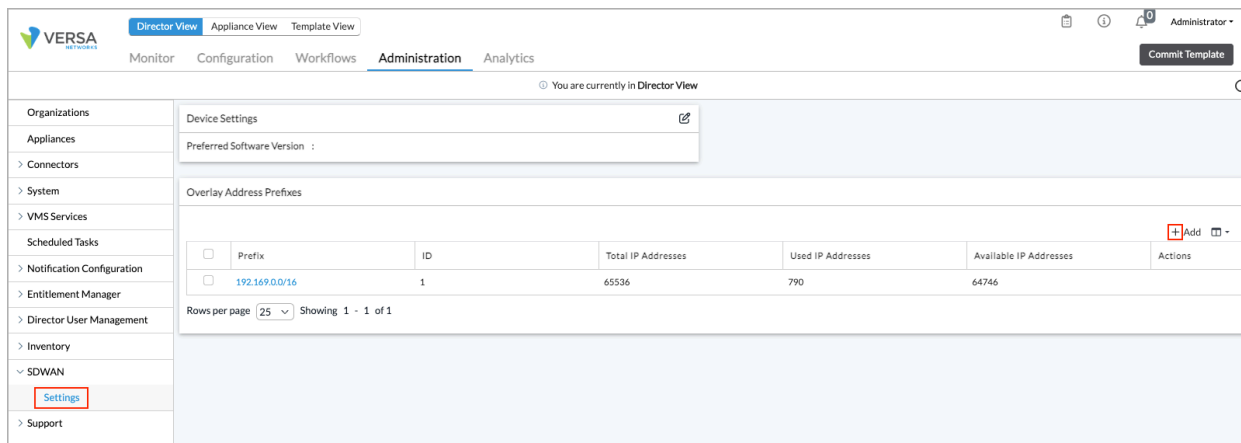 Director View Appliance View Template View
0
Administrator
VERSA
NETWORKS
Monitor Configuration Workflows Administration Analytics
Commit Template
You are currently in Director View
Organizations
Appliances
Connectors
System
VMS Services
Scheduled Tasks
Notification Configuration
Entitlement Manager
Director User Management
Inventory
SDWAN
Settings
Support
Device Settings
Preferred Software Version :
Overlay Address Prefixes
+ Add
Prefix ID Total IP Addresses Used IP Addresses Available IP Addresses Actions
192.169.0.0/16 1 65536 790 64746
Rows per page 25 Showing 1 - 1 of 1